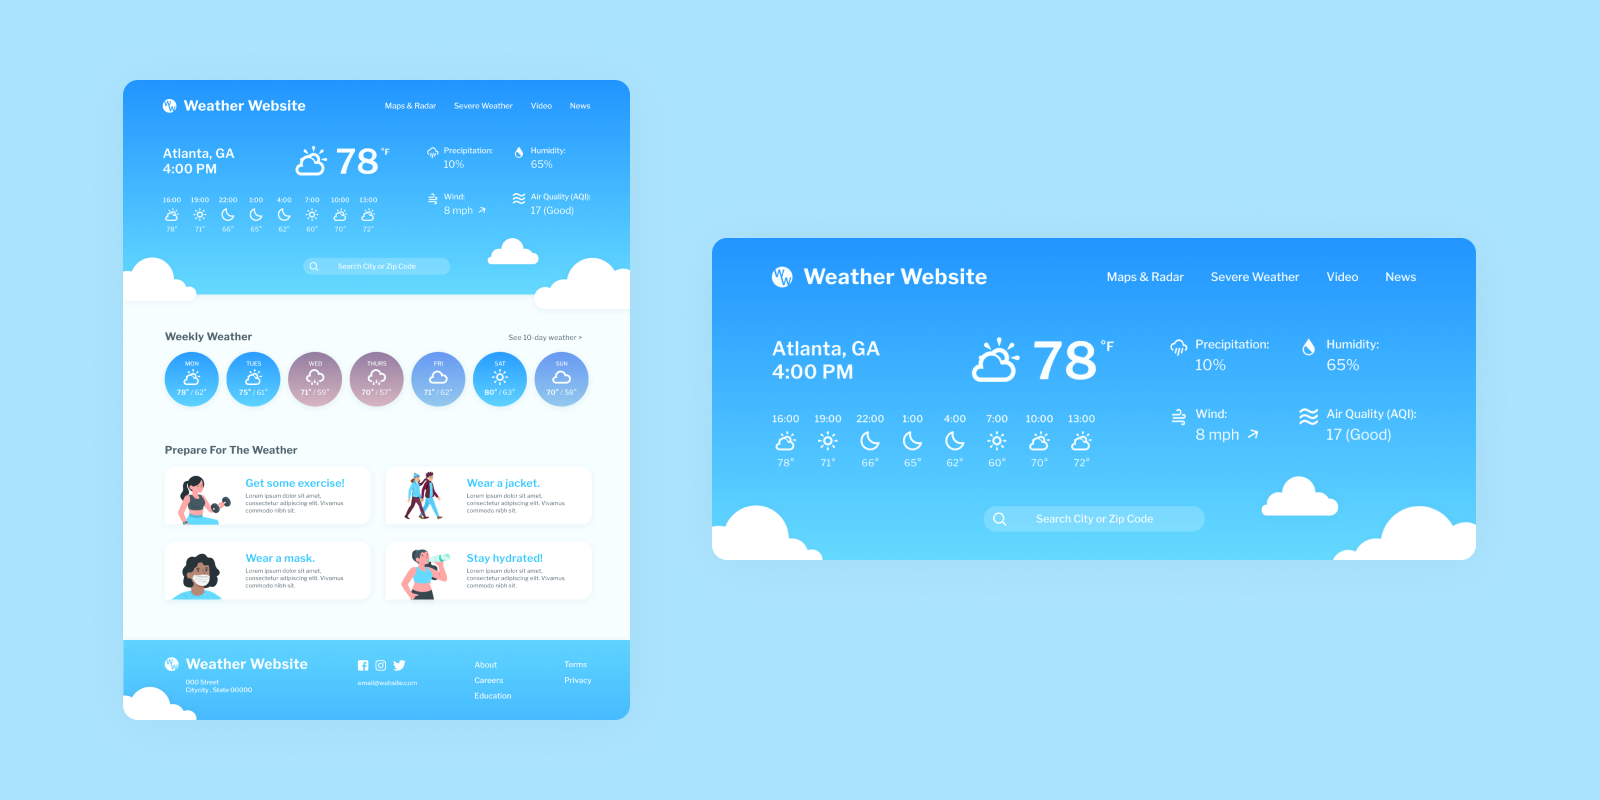 Weather Website
Maps & Radar Severe Weather Video News
Atlanta, GA
4:00 PM
78 °F
Precipitation:
10%
Humidity:
65%
Wind:
8 mph
Air Quality (AQI):
17 (Good)
16:00 19:00 22:00 1:00 4:00 7:00 10:00 13:00
78° 71° 66° 65° 62° 60° 70° 72°
Search City or Zip Code
Weekly Weather
See 10-day weather >
MON TUES WED THURS FRI SAT SUN
78° / 62° 75° / 61° 71° / 59° 70° / 57° 71° / 62° 80° / 63° 70° / 58°
Prepare For The Weather
Get some exercise!
Lorem ipsum dolor sit amet,
consectetur adipiscing elit. Vivamus
commodo nibh sit.
Wear a jacket.
Lorem ipsum dolor sit amet,
consectetur adipiscing elit. Vivamus
commodo nibh sit.
Wear a mask.
Lorem ipsum dolor sit amet,
consectetur adipiscing elit. Vivamus
commodo nibh sit.
Stay hydrated!
Lorem ipsum dolor sit amet,
consectetur adipiscing elit. Vivamus
commodo nibh sit.
Weather Website
000 Street
Citycity , State 00000
email@website.com
About
Careers
Education
Terms
Privacy
WW Weather Website
Maps & Radar Severe Weather Video News
Atlanta, GA
4:00 PM
78 °F
Precipitation:
10%
Humidity:
65%
Wind:
8 mph
Air Quality (AQI):
17 (Good)
16:00 19:00 22:00 1:00 4:00 7:00 10:00 13:00
78° 71° 66° 65° 62° 60° 70° 72°
Search City or Zip Code